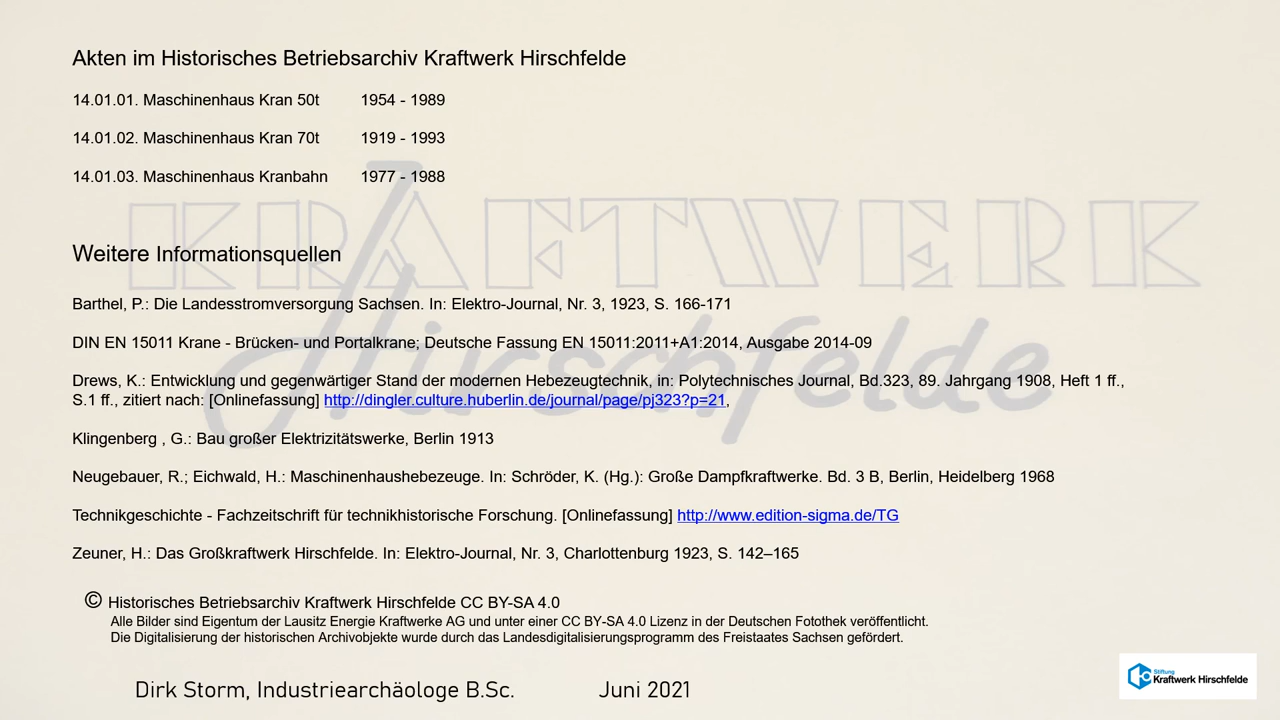 Akten im Historisches Betriebsarchiv Kraftwerk Hirschfelde
14.01.01. Maschinenhaus Kran 50t 1954 - 1989
14.01.02. Maschinenhaus Kran 70t 1919 - 1993
14.01.03. Maschinenhaus Kranbahn 1977 - 1988
KRAFTWERK
Hirschfelde
Weitere Informationsquellen
Barthel, P.: Die Landesstromversorgung Sachsen. In: Elektro-Journal, Nr. 3, 1923, S. 166-171
DIN EN 15011 Krane - Brücken- und Portalkrane; Deutsche Fassung EN 15011:2011+A1:2014, Ausgabe 2014-09
Drews, K.: Entwicklung und gegenwärtiger Stand der modernen Hebezeugtechnik, in: Polytechnisches Journal, Bd.323, 89. Jahrgang 1908, Heft 1 ff.,
S.1 ff., zitiert nach: [Onlinefassung] http://dingler.culture.huberlin.de/journal/page/pj323?p=21,
Klingenberg , G.: Bau großer Elektrizitätswerke, Berlin 1913
Neugebauer, R.; Eichwald, H.: Maschinenhaushebezeuge. In: Schröder, K. (Hg.): Große Dampfkraftwerke. Bd. 3 B, Berlin, Heidelberg 1968
Technikgeschichte - Fachzeitschrift für technikhistorische Forschung. [Onlinefassung] http://www.edition-sigma.de/TG
Zeuner, H.: Das Großkraftwerk Hirschfelde. In: Elektro-Journal, Nr. 3, Charlottenburg 1923, S. 142–165
© Historisches Betriebsarchiv Kraftwerk Hirschfelde CC BY-SA 4.0
Alle Bilder sind Eigentum der Lausitz Energie Kraftwerke AG und unter einer CC BY-SA 4.0 Lizenz in der Deutschen Fotothek veröffentlicht.
Die Digitalisierung der historischen Archivobjekte wurde durch das Landesdigitalisierungsprogramm des Freistaates Sachsen gefördert.
Dirk Storm, Industriearchäologe B.Sc. Juni 2021
Stiftung
Kraftwerk Hirschfelde